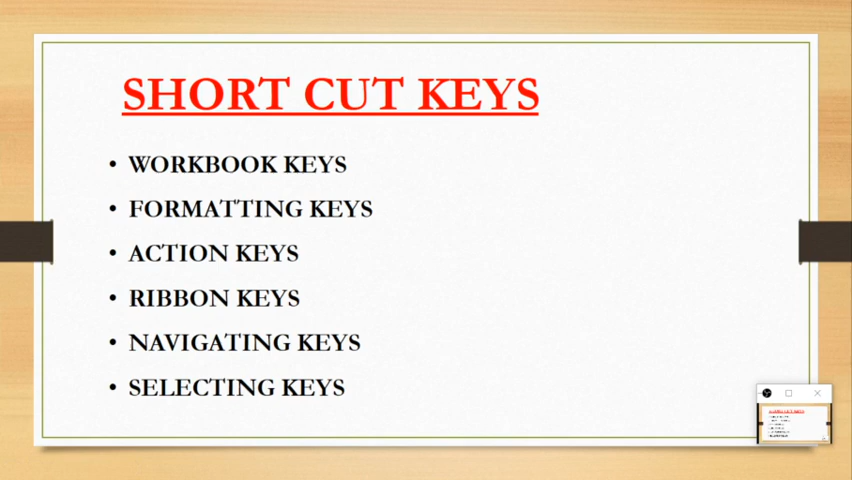 SHORT CUT KEYS
• WORKBOOK KEYS
• FORMATTING KEYS
• ACTION KEYS
• RIBBON KEYS
• NAVIGATING KEYS
• SELECTING KEYS